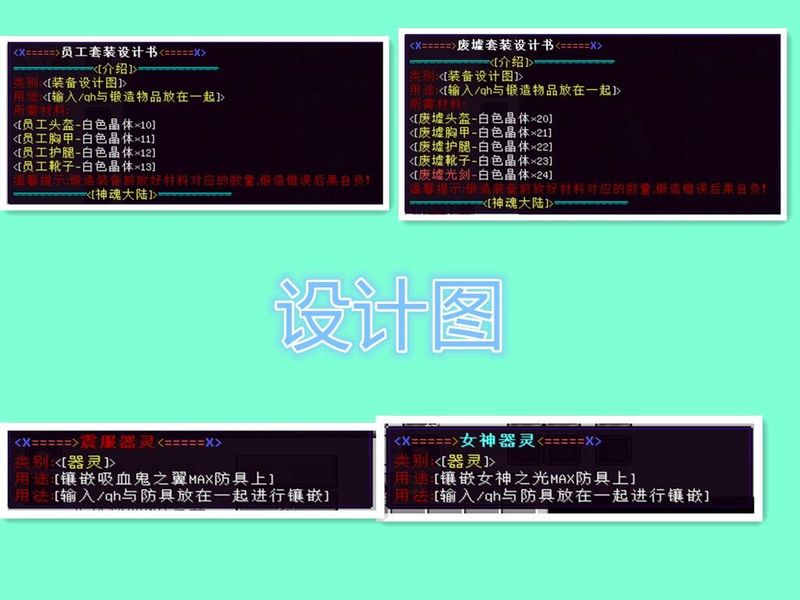 <X=====>员工套装设计书<=====X>
<[介绍]>
类别:<[装备设计图]>
用途:<[输入/qh与锻造物品放在一起]>
所需材料:
<[员工头盔-白色晶体×10]>
<[员工胸甲-白色晶体×11]>
<[员工护腿-白色晶体×12]>
<[员工靴子-白色晶体×13]>
温馨提示:锻造装备前放好材料对应的数量,锻造错误后果自负!
<[神魂大陆]>
<X=====>废墟套装设计书<=====X>
<[介绍]>
类别:<[装备设计图]>
用途:<[输入/qh与锻造物品放在一起]>
所需材料:
<[废墟头盔-白色晶体×20]>
<[废墟胸甲-白色晶体×21]>
<[废墟护腿-白色晶体×22]>
<[废墟靴子-白色晶体×23]>
<[废墟光剑-白色晶体×24]>
温馨提示:锻造装备前放好材料对应的数量,锻造错误后果自负!
<[神魂大陆]>
设计图
<X=====>震服器灵<=====X>
类别:<[器灵]>
用途:[镶嵌吸血鬼之翼MAX防具上]
用法:[输入/qh与防具放在一起进行镶嵌]
<X=====>女神器灵<=====X>
类别:<[器灵]>
用途:[镶嵌女神之光MAX防具上]
用法:[输入/qh与防具放在一起进行镶嵌]